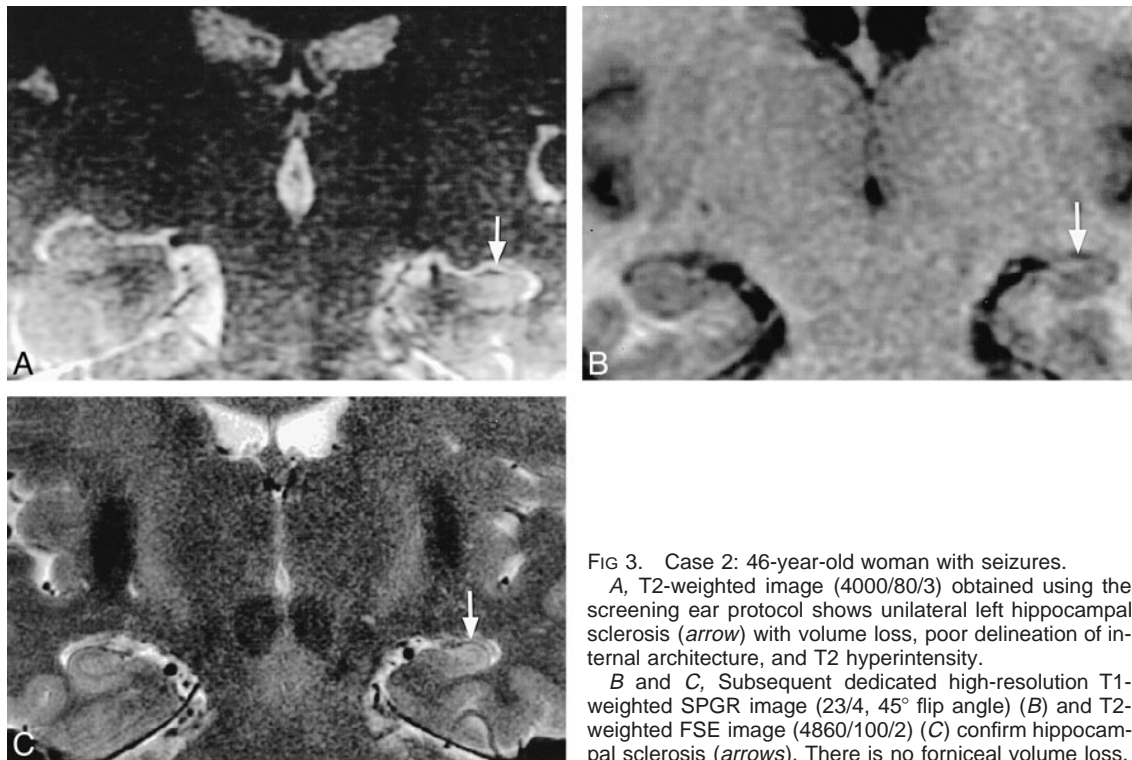 A
B
C
FIG 3. Case 2: 46-year-old woman with seizures.
A, T2-weighted image (4000/80/3) obtained using the
screening ear protocol shows unilateral left hippocampal
sclerosis (arrow) with volume loss, poor delineation of in-
ternal architecture, and T2 hyperintensity.
B and C, Subsequent dedicated high-resolution T1-
weighted SPGR image (23/4, 45° flip angle) (B) and T2-
weighted FSE image (4860/100/2) (C) confirm hippocam-
pal sclerosis (arrows). There is no forniceal volume loss.